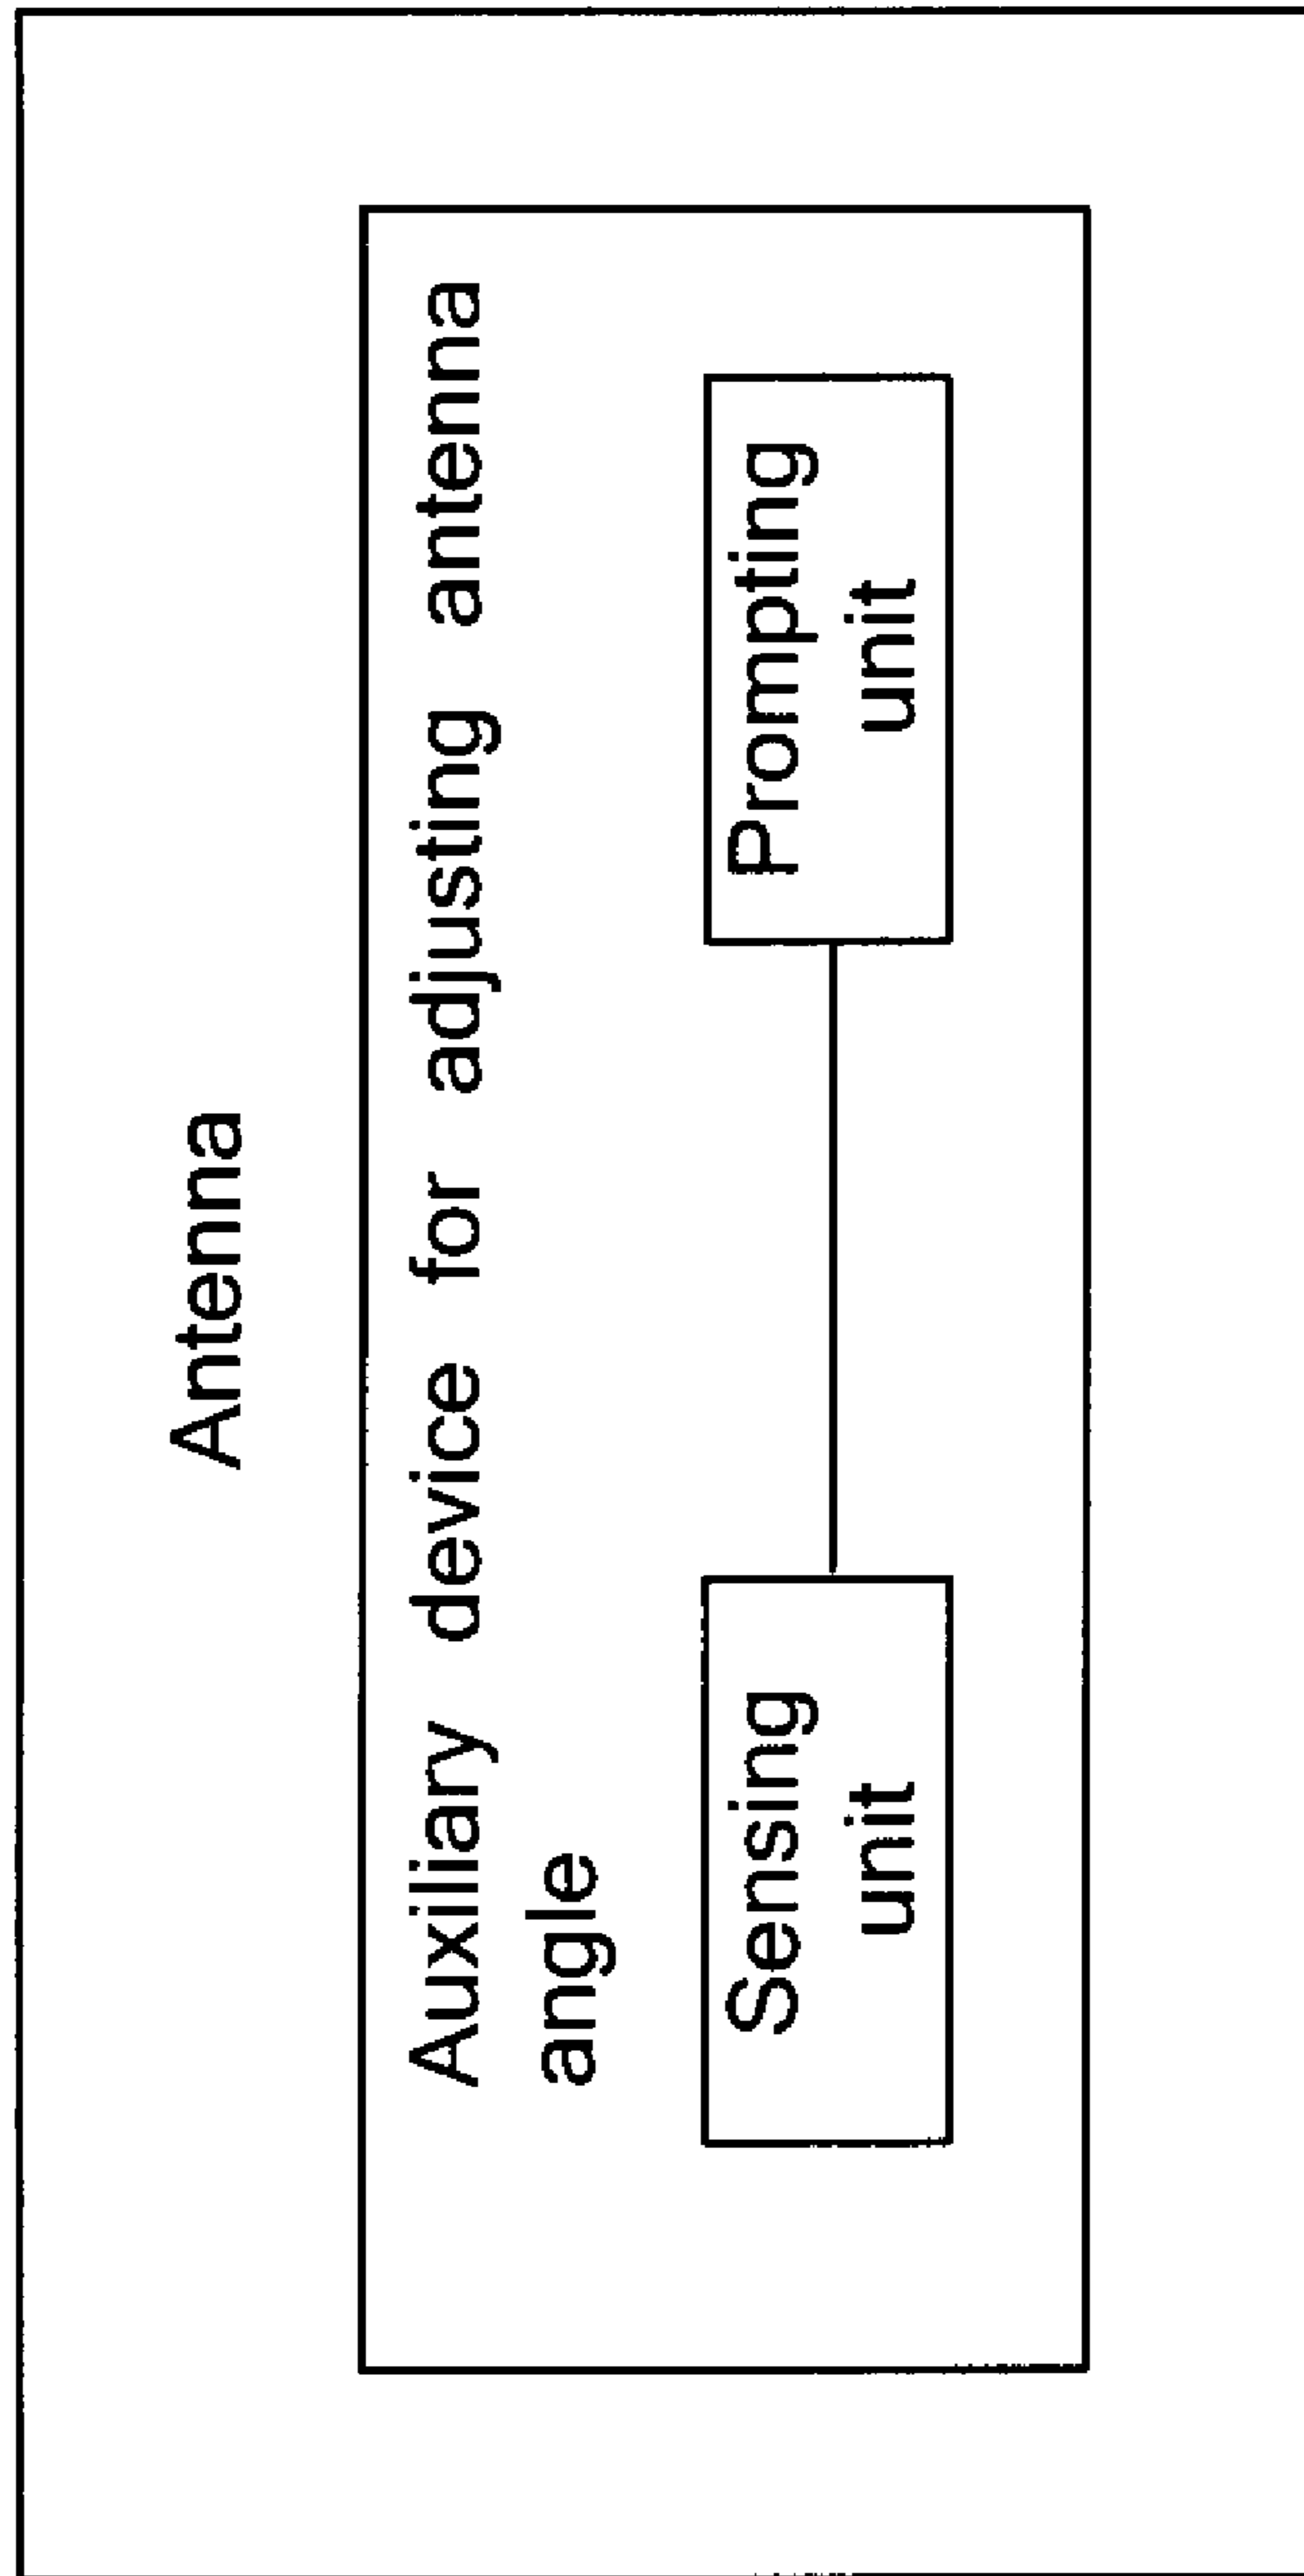 Antenna
Auxiliary device for adjusting antenna
angle
Sensing
unit
Prompting
unit